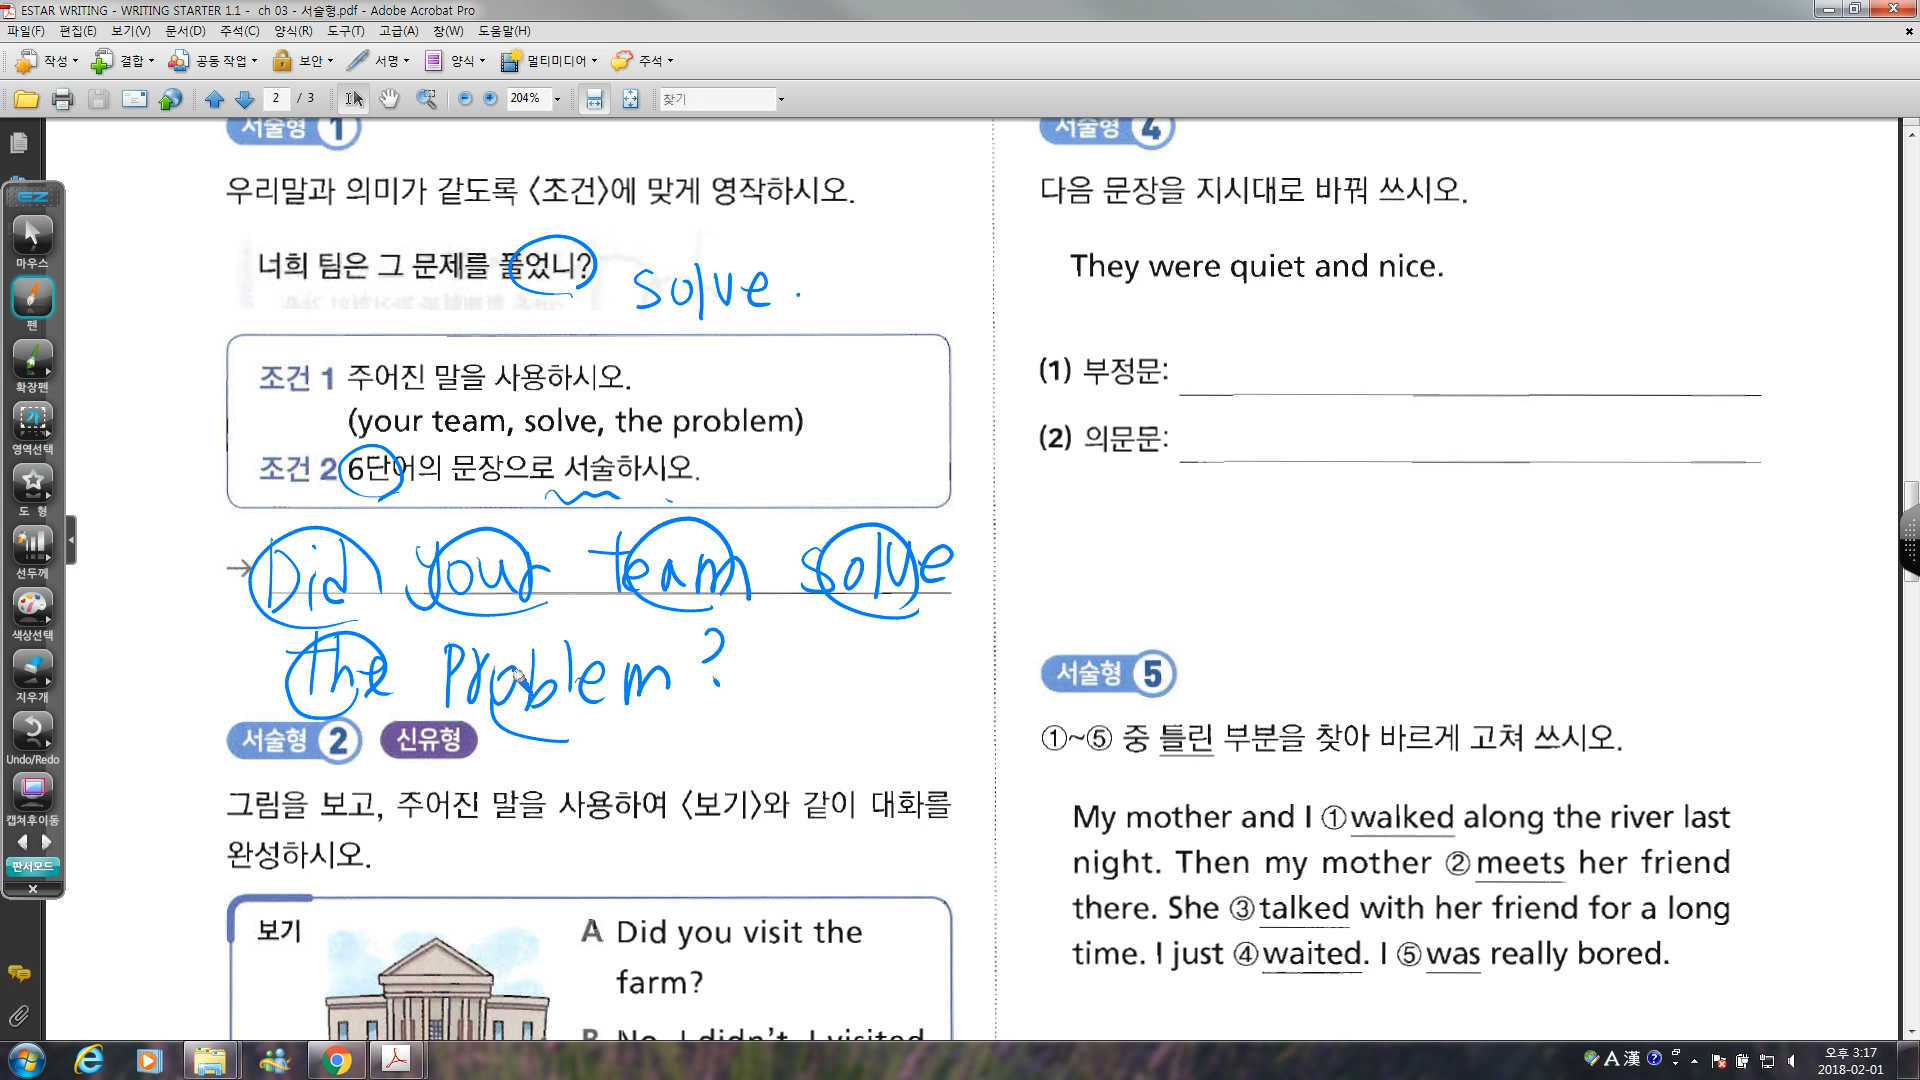 ESTAR WRITING - WRITING STARTER 1.1 - ch 03 - 서술형.pdf - Adobe Acrobat Pro
파일(F) 편집(E) 보기(V) 문서(D) 주석(C) 양식(R) 도구(T) 고급(A) 창(W) 도움말(H)
작성 결합 공동 작업 보안 서명 양식 멀티미디어 주석
2 / 3 204% 찾기
EZ
마우스
펜
확장펜
영역선택
도 형
선두께
색상선택
지우개
Undo/Redo
캡쳐후이동
판서모드
서술형 1
우리말과 의미가 같도록 〈조건〉에 맞게 영작하시오.
너희 팀은 그 문제를 풀었니?
solve.
조건 1 주어진 말을 사용하시오.
(your team, solve, the problem)
조건 2 6단어의 문장으로 서술하시오.
→ Did your team solve
the problem?
서술형 2 신유형
그림을 보고, 주어진 말을 사용하여 〈보기〉와 같이 대화를
완성하시오.
보기
A Did you visit the
farm?
B No, I didn't. I visited
서술형 4
다음 문장을 지시대로 바꿔 쓰시오.
They were quiet and nice.
(1) 부정문:
(2) 의문문:
서술형 5
①~⑤ 중 틀린 부분을 찾아 바르게 고쳐 쓰시오.
My mother and I ① walked along the river last
night. Then my mother ② meets her friend
there. She ③ talked with her friend for a long
time. I just ④ waited. I ⑤ was really bored.
A 漢
오후 3:17
2018-02-01